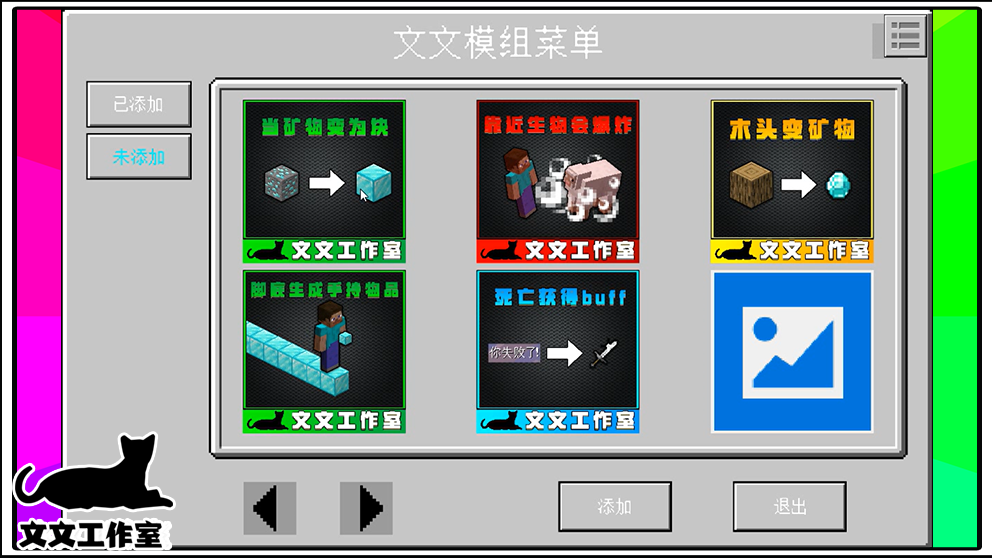 文文模组菜单
已添加
未添加
当矿物变为块
文文工作室
靠近生物会爆炸
文文工作室
木头变矿物
文文工作室
脚底生成手持物品
文文工作室
死亡获得buff
你失败了!
文文工作室
添加
退出
文文工作室